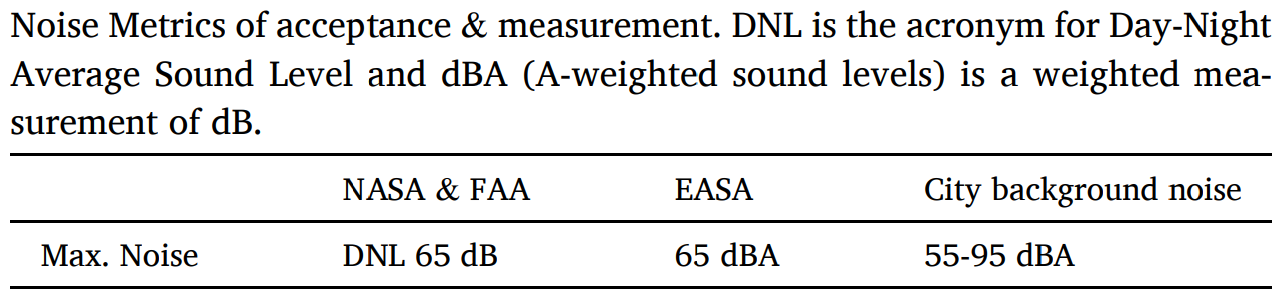 Noise Metrics of acceptance & measurement. DNL is the acronym for Day-Night
Average Sound Level and dBA (A-weighted sound levels) is a weighted mea-
surement of dB.
NASA & FAA EASA City background noise
Max. Noise DNL 65 dB 65 dBA 55-95 dBA